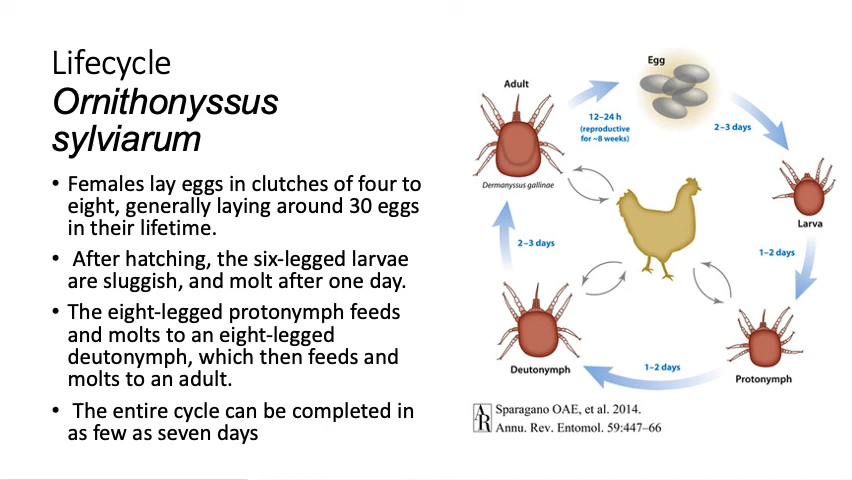 Lifecycle
Ornithonyssus
sylviarum
• Females lay eggs in clutches of four to
eight, generally laying around 30 eggs
in their lifetime.
• After hatching, the six-legged larvae
are sluggish, and molt after one day.
• The eight-legged protonymph feeds
and molts to an eight-legged
deutonymph, which then feeds and
molts to an adult.
• The entire cycle can be completed in
as few as seven days
Egg
Adult
12–24 h
(reproductive
for ~8 weeks)
2–3 days
Dermanyssus gallinae
Larva
2–3 days
1–2 days
Deutonymph
1–2 days
Protonymph
AR
Sparagano OAE, et al. 2014.
Annu. Rev. Entomol. 59:447–66